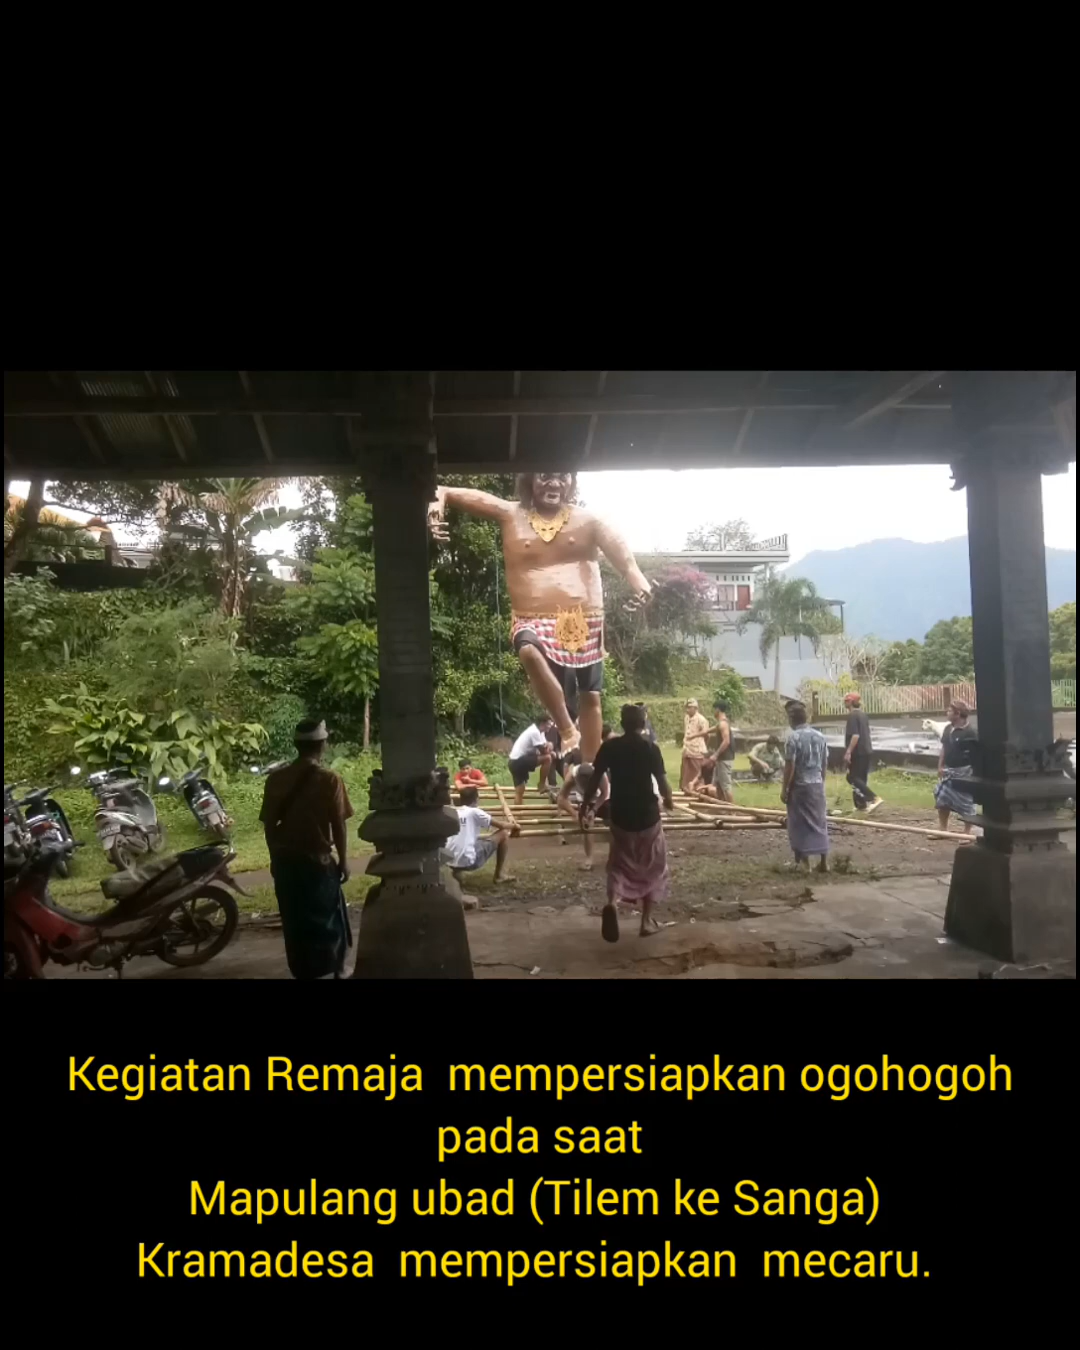 Kegiatan Remaja  mempersiapkan ogohogoh
pada saat
Mapulang ubad (Tilem ke Sanga)
Kramadesa  mempersiapkan  mecaru.